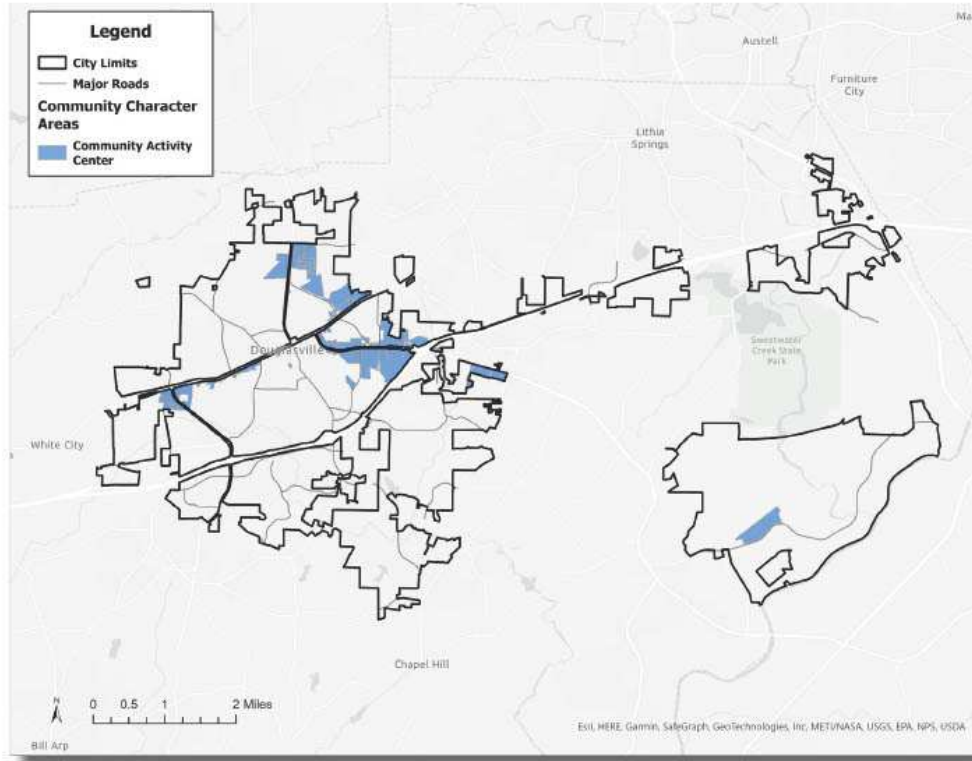 Legend
City Limits
Major Roads
Community Character
Areas
Community Activity
Center
Ma
Austell
Furniture
City
Lithia
Springs
Sweetwater
Creek State
Park
Douglasville
White City
Chapel Hill
N
0 0.5 1 2 Miles
Esri, HERE, Garmin, SafeGraph, GeoTechnologies, Inc, METI/NASA, USGS, EPA, NPS, USDA
Bill Arp